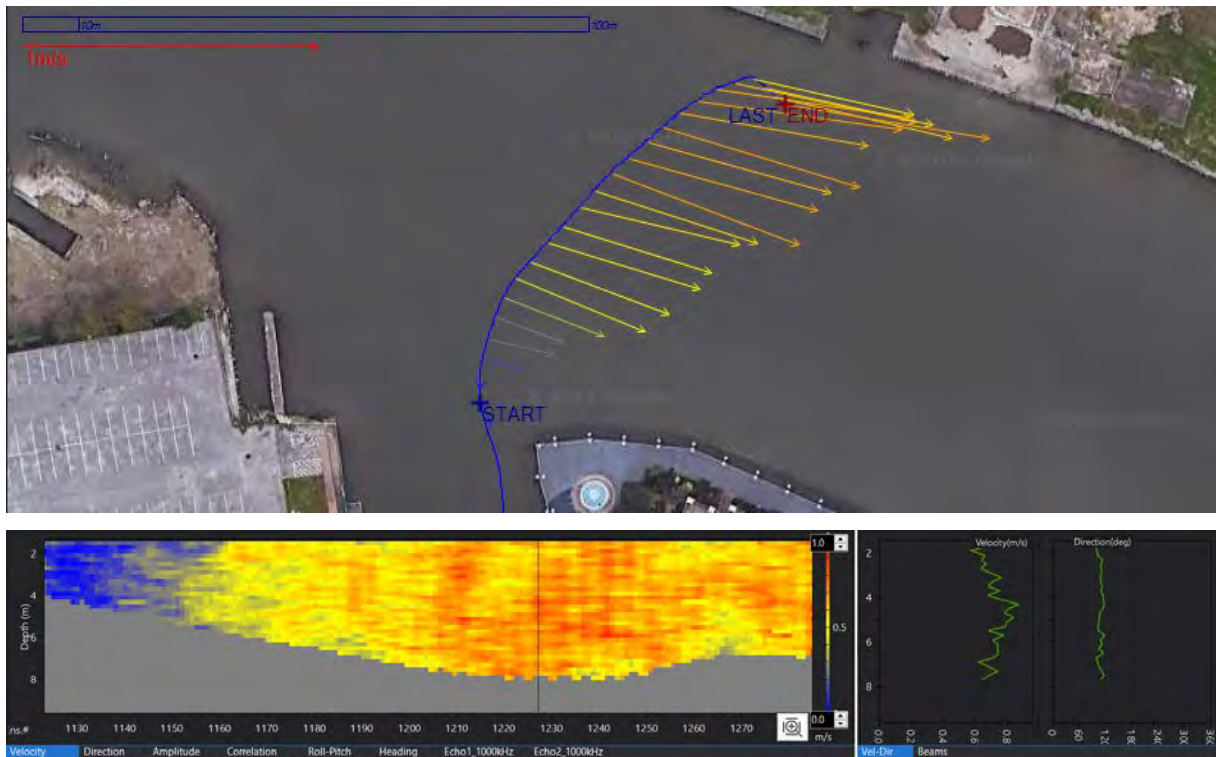 10m 100m
1m/s
LAST END
START
Velocity(m/s) Direction(deg)
1.0
2 2
4 4
0.5
Depth (m)
6 6
8 8
0.0
ns.# 1130 1140 1150 1160 1170 1180 1190 1200 1210 1220 1230 1240 1250 1260 1270 m/s 0.0 0.2 0.4 0.6 0.8 0 60 120 180 240 300 360
Velocity Direction Amplitude Correlation Roll-Pitch Heading Echo1_1000kHz Echo2_1000kHz Vel-Dir Beams